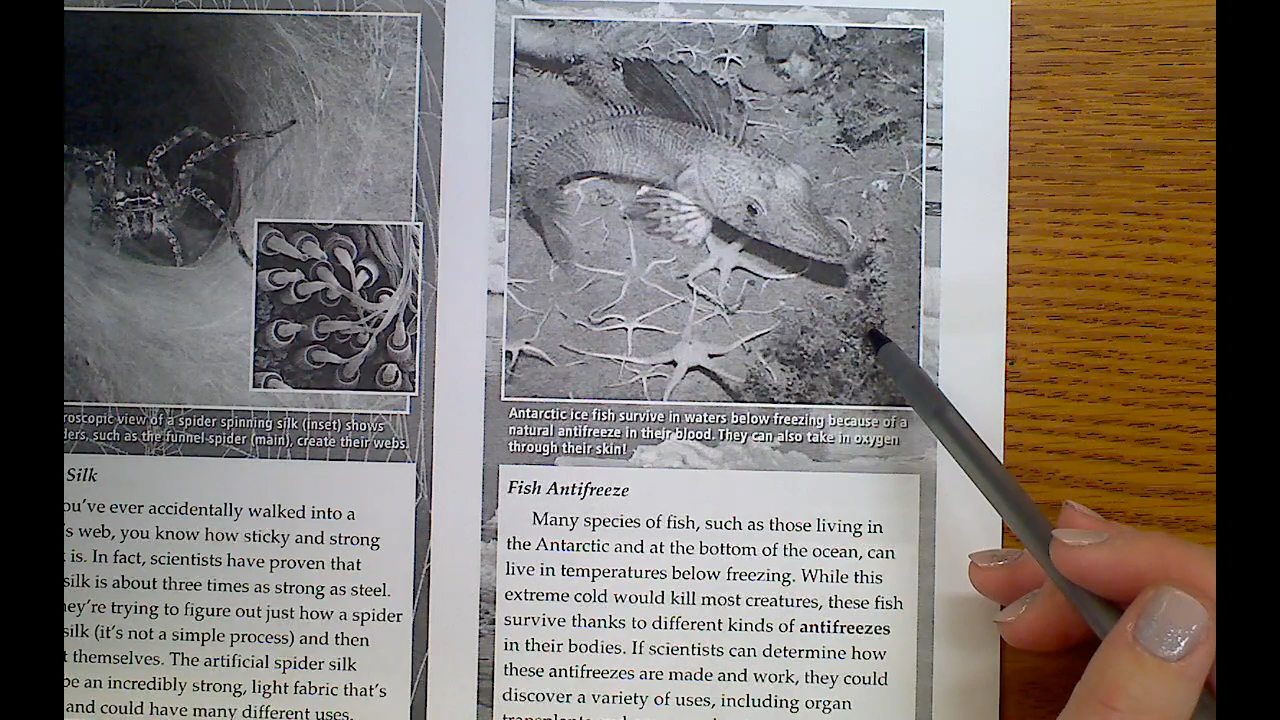 roscopic view of a spider spinning silk (inset) shows
ders, such as the funnel spider (main), create their webs.
Silk
ou've ever accidentally walked into a
's web, you know how sticky and strong
is. In fact, scientists have proven that
silk is about three times as strong as steel.
hey're trying to figure out just how a spider
silk (it's not a simple process) and then
t themselves. The artificial spider silk
be an incredibly strong, light fabric that's
and could have many different uses.
Antarctic ice fish survive in waters below freezing because of a
natural antifreeze in their blood. They can also take in oxygen
through their skin!
Fish Antifreeze
Many species of fish, such as those living in
the Antarctic and at the bottom of the ocean, can
live in temperatures below freezing. While this
extreme cold would kill most creatures, these fish
survive thanks to different kinds of antifreezes
in their bodies. If scientists can determine how
these antifreezes are made and work, they could
discover a variety of uses, including organ